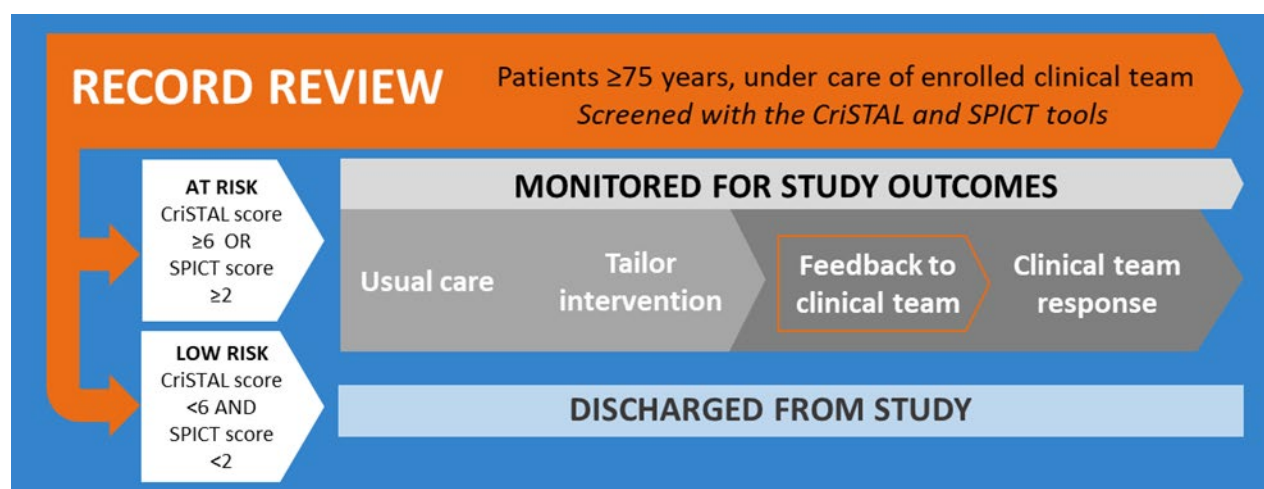 RECORD REVIEW
Patients ≥75 years, under care of enrolled clinical team
Screened with the CriSTAL and SPICT tools
AT RISK
CriSTAL score
≥6 OR
SPICT score
≥2
MONITORED FOR STUDY OUTCOMES
Usual care
Tailor
intervention
Feedback to
clinical team
Clinical team
response
LOW RISK
CriSTAL score
<6 AND
SPICT score
<2
DISCHARGED FROM STUDY